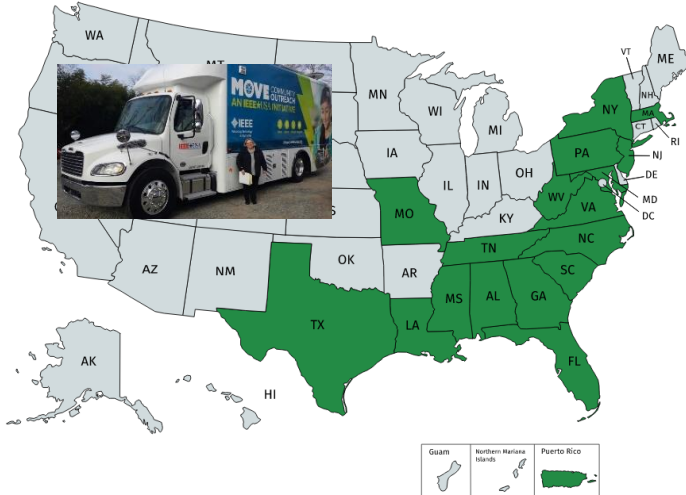 WA
VT
ME
MN
NH
WI
NY
MA
MI
CT
RI
MOVE COMMUNITY
OUTREACH
AN IEEE USA INITIATIVE
IEEE
IA
PA
NJ
OH
IL
IN
DE
WV
MD
MO
VA
DC
KY
NC
TN
OK
AZ
NM
AR
SC
MS
AL
GA
TX
LA
FL
AK
HI
Guam
Northern Mariana
Islands
Puerto Rico